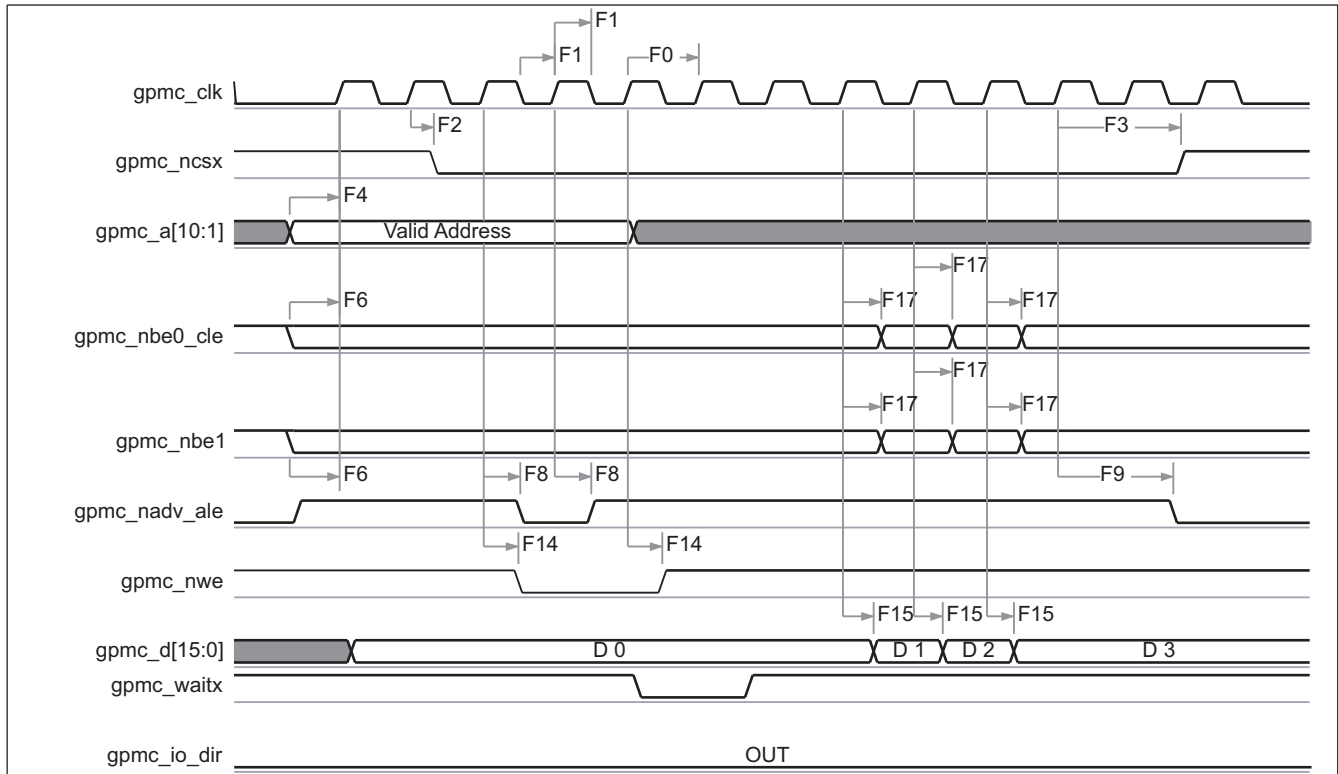 F1
F1 F0
gpmc_clk
F2 F3
gpmc_ncsx
F4
gpmc_a[10:1] Valid Address
F17
F6 F17 F17
gpmc_nbe0_cle
F17
F17 F17
gpmc_nbe1
F6 F8 F8 F9
gpmc_nadv_ale
F14 F14
gpmc_nwe
F15 F15 F15
gpmc_d[15:0] D 0 D 1 D 2 D 3
gpmc_waitx
gpmc_io_dir OUT